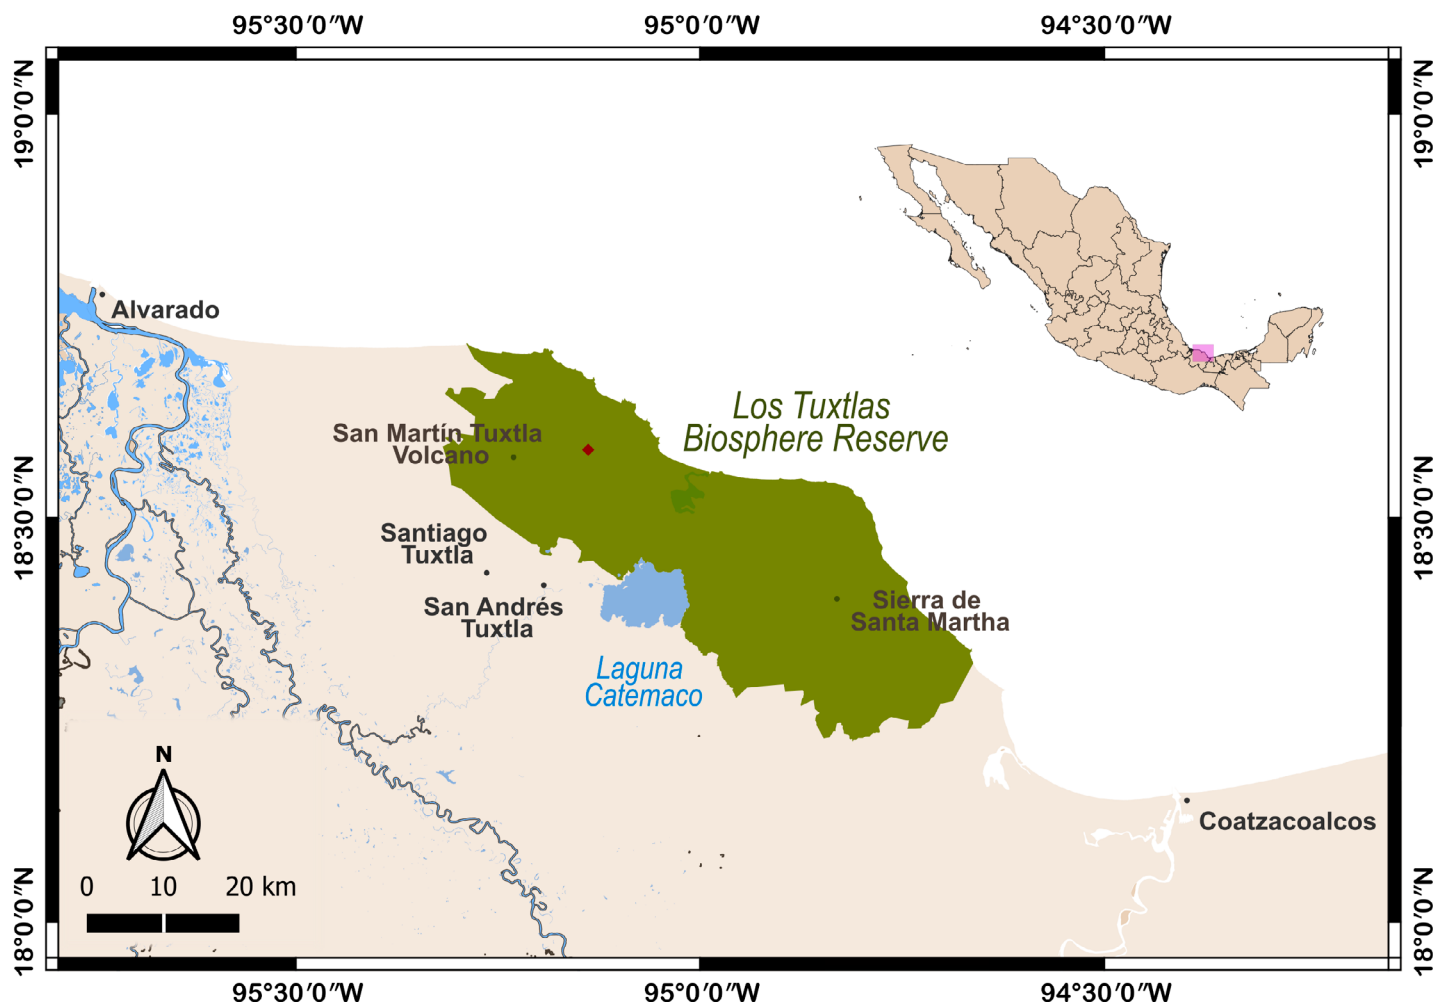 95°30′0″W 95°0′0″W 94°30′0″W
19°0′0″N
19°0′0″N
Alvarado
Los Tuxtlas
Biosphere Reserve
San Martín Tuxtla
Volcano
18°30′0″N
18°30′0″N
Santiago
Tuxtla
San Andrés
Tuxtla
Sierra de
Santa Martha
Laguna
Catemaco
N
Coatzacoalcos
0 10 20 km
18°0′0″N
18°0′0″N
95°30′0″W 95°0′0″W 94°30′0″W